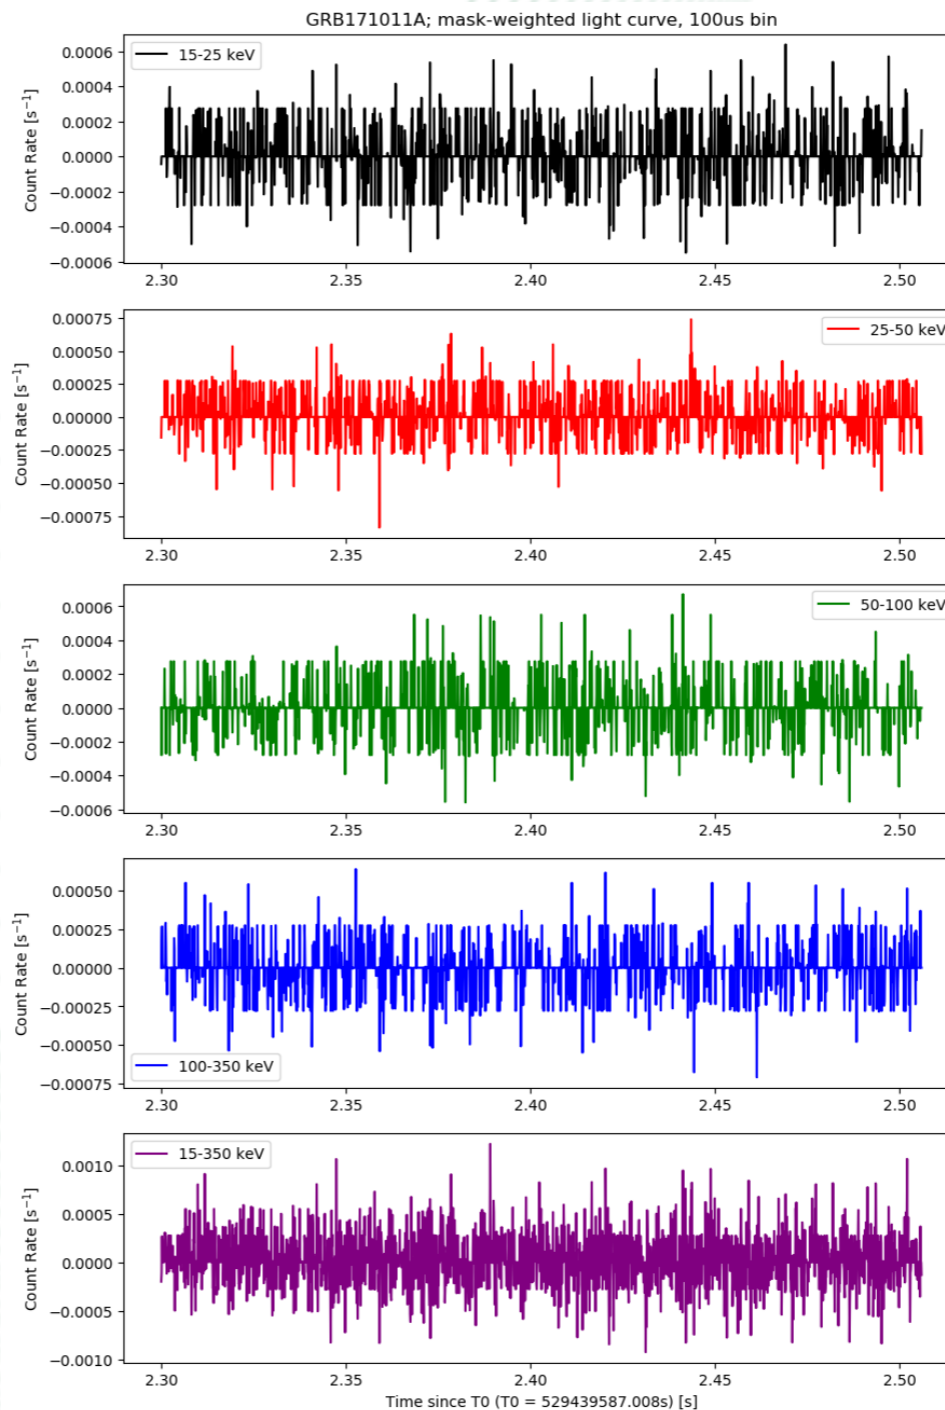 GRB171011A; mask-weighted light curve, 100us bin
15-25 keV
Count Rate [s⁻¹]
0.0006
0.0004
0.0002
0.0000
−0.0002
−0.0004
−0.0006
2.30 2.35 2.40 2.45 2.50
25-50 keV
Count Rate [s⁻¹]
0.00075
0.00050
0.00025
0.00000
−0.00025
−0.00050
−0.00075
2.30 2.35 2.40 2.45 2.50
50-100 keV
Count Rate [s⁻¹]
0.0006
0.0004
0.0002
0.0000
−0.0002
−0.0004
−0.0006
2.30 2.35 2.40 2.45 2.50
Count Rate [s⁻¹]
0.00050
0.00025
0.00000
−0.00025
−0.00050
−0.00075
100-350 keV
2.30 2.35 2.40 2.45 2.50
15-350 keV
Count Rate [s⁻¹]
0.0010
0.0005
0.0000
−0.0005
−0.0010
2.30 2.35 2.40 2.45 2.50
Time since T0 (T0 = 529439587.008s) [s]